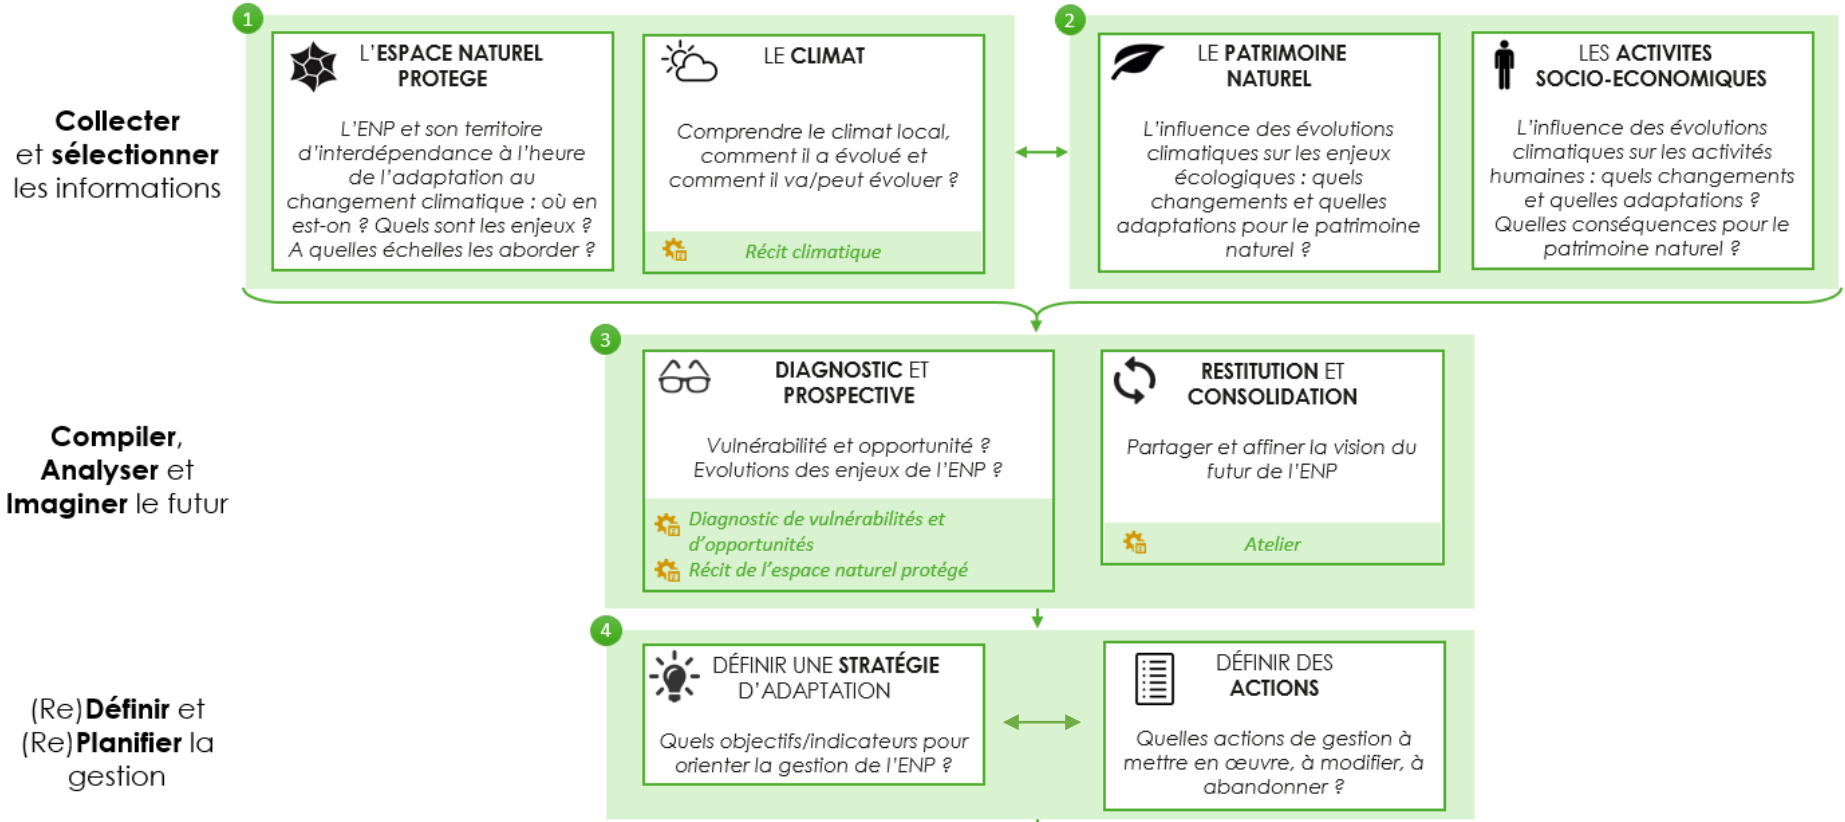 1
L'ESPACE NATUREL
PROTEGE
L'ENP et son territoire
d'interdépendance à l'heure
de l'adaptation au
changement climatique : où en
est-on ? Quels sont les enjeux ?
A quelles échelles les aborder ?
LE CLIMAT
Comprendre le climat local,
comment il a évolué et
comment il va/peut évoluer ?
Récit climatique
2
LE PATRIMOINE
NATUREL
L'influence des évolutions
climatiques sur les enjeux
écologiques : quels
changements et quelles
adaptations pour le patrimoine
naturel ?
LES ACTIVITES
SOCIO-ECONOMIQUES
L'influence des évolutions
climatiques sur les activités
humaines : quels changements
et quelles adaptations ?
Quelles conséquences pour le
patrimoine naturel ?
Collecter
et sélectionner
les informations
3
DIAGNOSTIC ET
PROSPECTIVE
Vulnérabilité et opportunité ?
Evolutions des enjeux de l'ENP ?
Diagnostic de vulnérabilités et
d'opportunités
Récit de l'espace naturel protégé
RESTITUTION ET
CONSOLIDATION
Partager et affiner la vision du
futur de l'ENP
Atelier
Compiler,
Analyser et
Imaginer le futur
4
DÉFINIR UNE STRATÉGIE
D'ADAPTATION
Quels objectifs/indicateurs pour
orienter la gestion de l'ENP ?
DÉFINIR DES
ACTIONS
Quelles actions de gestion à
mettre en œuvre, à modifier, à
abandonner ?
(Re)Définir et
(Re)Planifier la
gestion